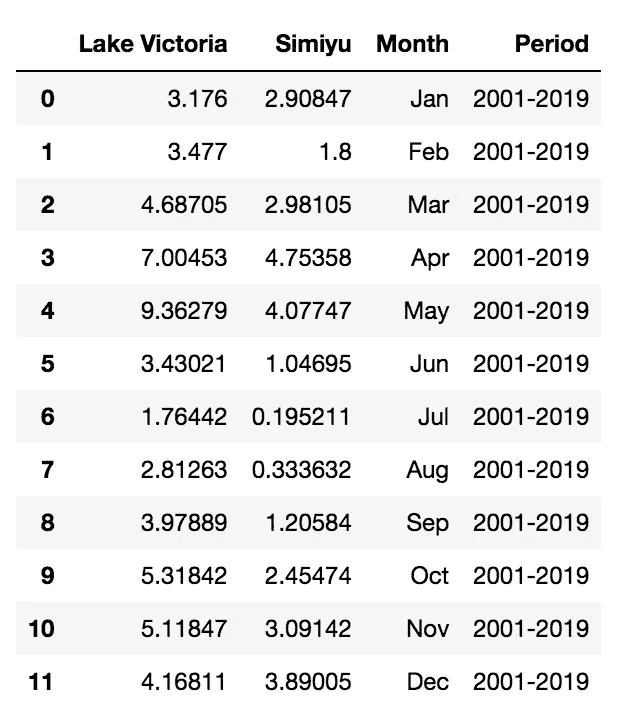 Lake Victoria Simiyu Month Period
0 3.176 2.90847 Jan 2001-2019
1 3.477 1.8 Feb 2001-2019
2 4.68705 2.98105 Mar 2001-2019
3 7.00453 4.75358 Apr 2001-2019
4 9.36279 4.07747 May 2001-2019
5 3.43021 1.04695 Jun 2001-2019
6 1.76442 0.195211 Jul 2001-2019
7 2.81263 0.333632 Aug 2001-2019
8 3.97889 1.20584 Sep 2001-2019
9 5.31842 2.45474 Oct 2001-2019
10 5.11847 3.09142 Nov 2001-2019
11 4.16811 3.89005 Dec 2001-2019